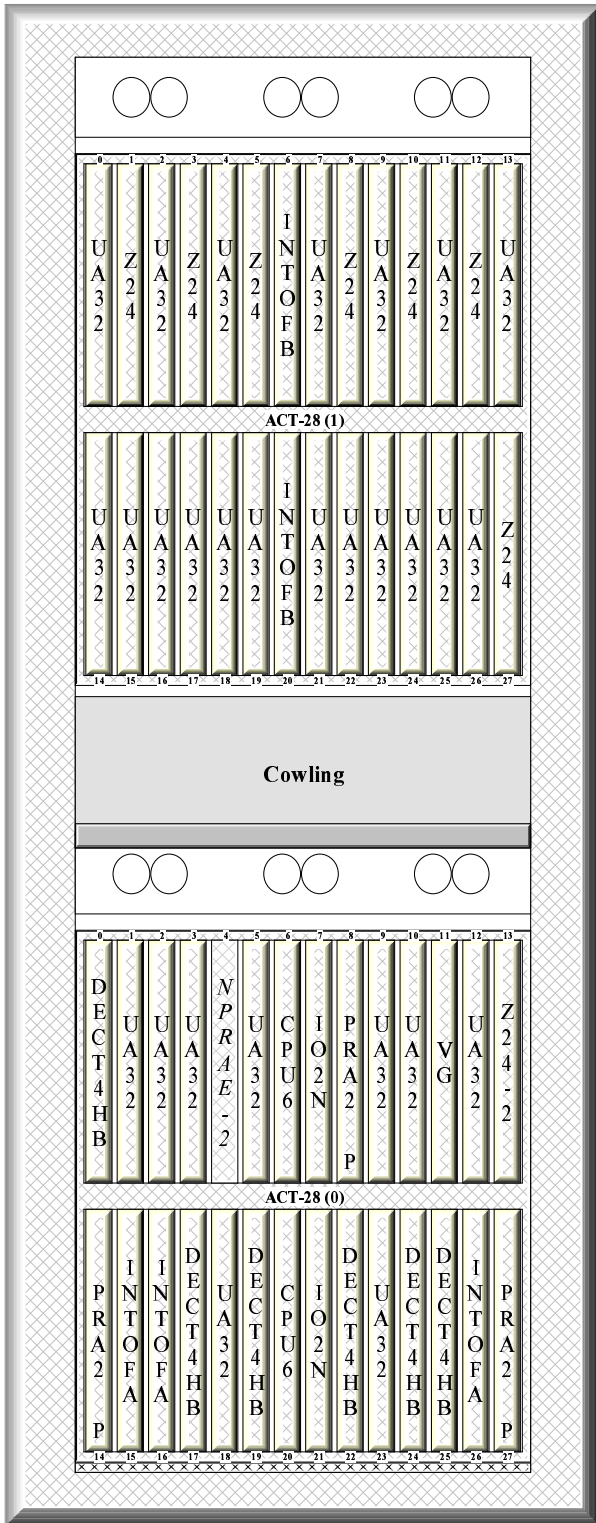 0 1 2 3 4 5 6 7 8 9 10 11 12 13
UA32 Z24 UA32 Z24 UA32 Z24 INTOFB UA32 Z24 UA32 Z24 UA32 Z24 UA32
ACT-28 (1)
UA32 UA32 UA32 UA32 UA32 UA32 INTOFB UA32 UA32 UA32 UA32 UA32 UA32 Z24
14 15 16 17 18 19 20 21 22 23 24 25 26 27
Cowling
0 1 2 3 4 5 6 7 8 9 10 11 12 13
DECT4HB UA32 UA32 UA32 NPRAE-2 UA32 CPU6 IO2N PRA2 P UA32 UA32 VG UA32 Z24-2
ACT-28 (0)
PRA2 P INTOFA INTOFA DECT4HB UA32 DECT4HB CPU6 IO2N DECT4HB UA32 DECT4HB DECT4HB INTOFA PRA2 P
14 15 16 17 18 19 20 21 22 23 24 25 26 27